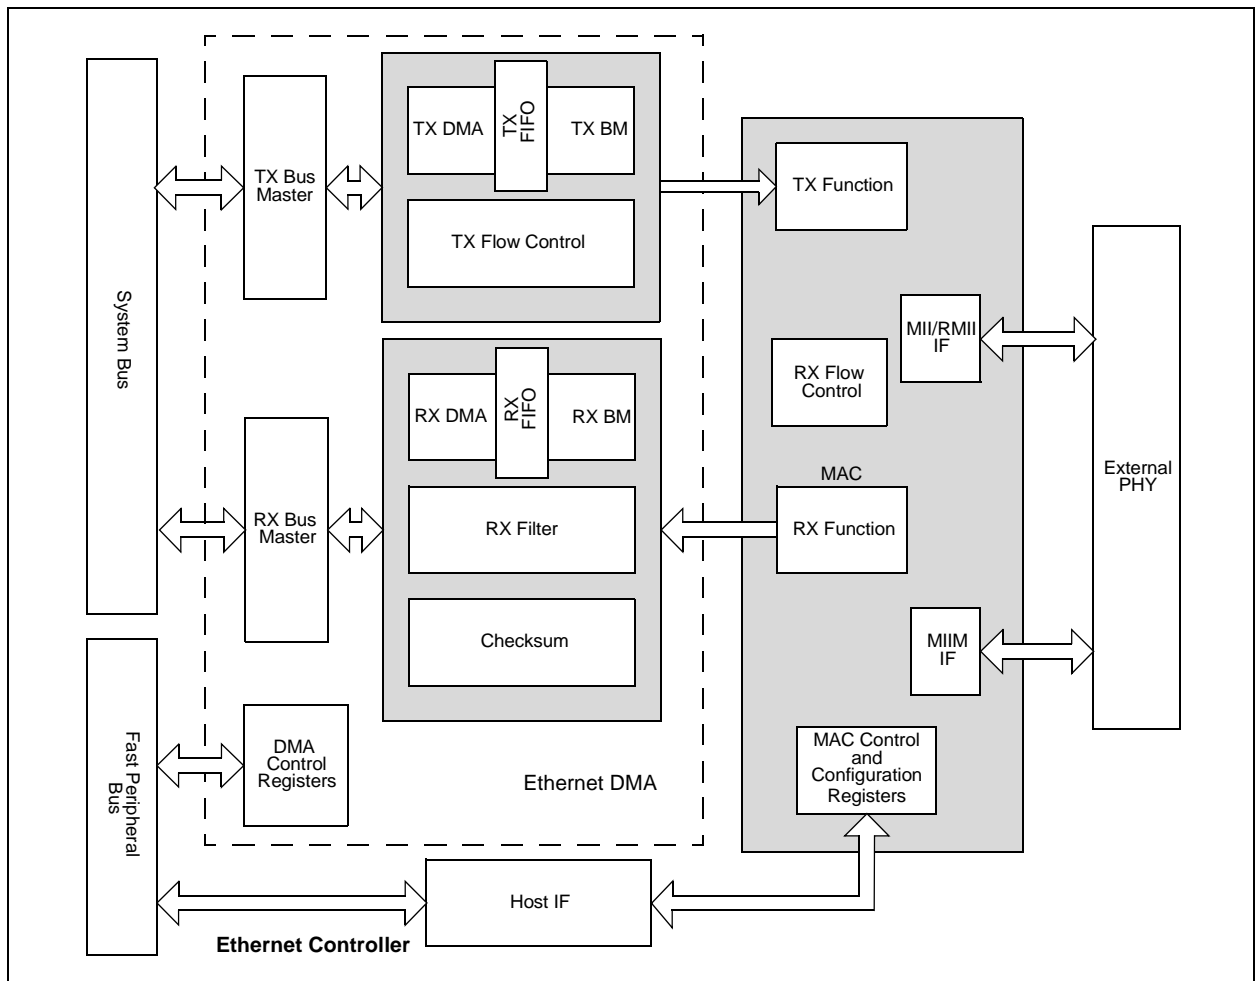 System Bus
TX Bus
Master
TX DMA
TX
FIFO
TX BM
TX Flow Control
TX Function
MII/RMII
IF
RX Flow
Control
RX DMA
RX
FIFO
RX BM
RX Bus
Master
RX Filter
Checksum
MAC
RX Function
External
PHY
MIIM
IF
Fast Peripheral
Bus
DMA
Control
Registers
Ethernet DMA
MAC Control
and
Configuration
Registers
Host IF
Ethernet Controller